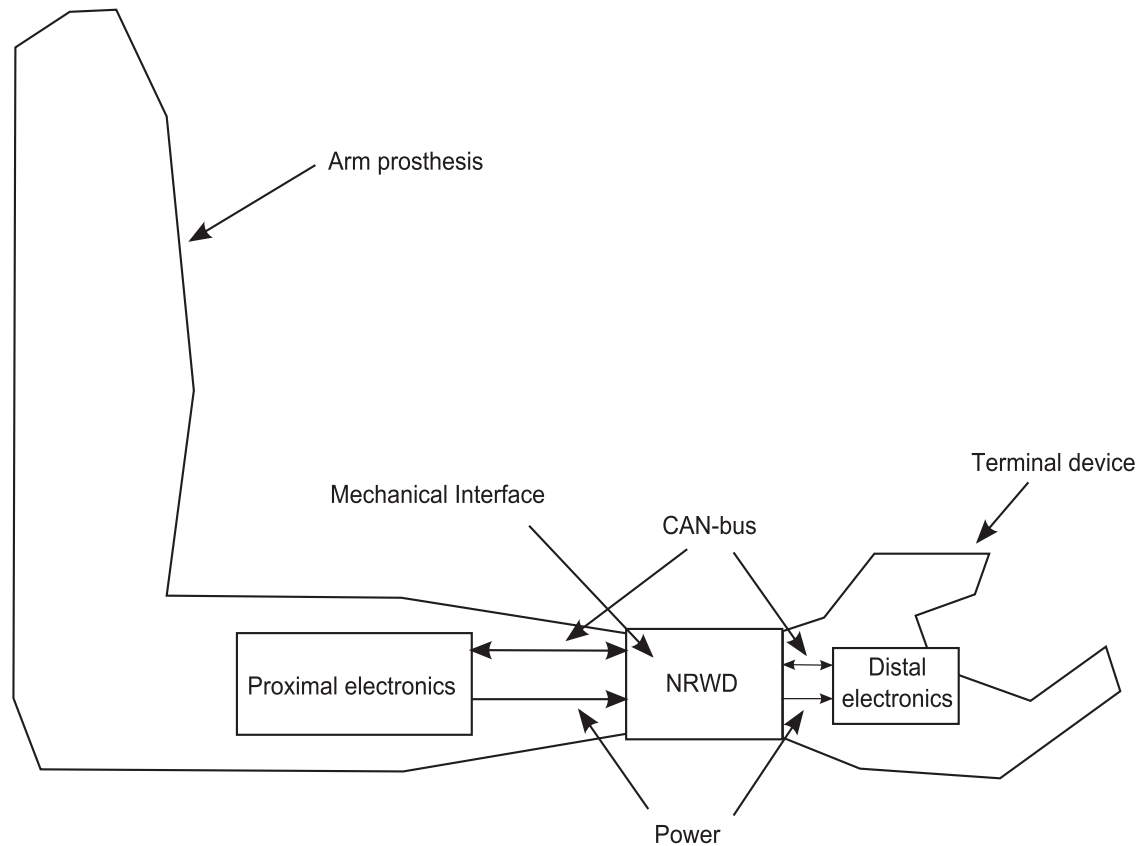 Arm prosthesis
Terminal device
Mechanical Interface
CAN-bus
Proximal electronics
NRWD
Distal
electronics
Power